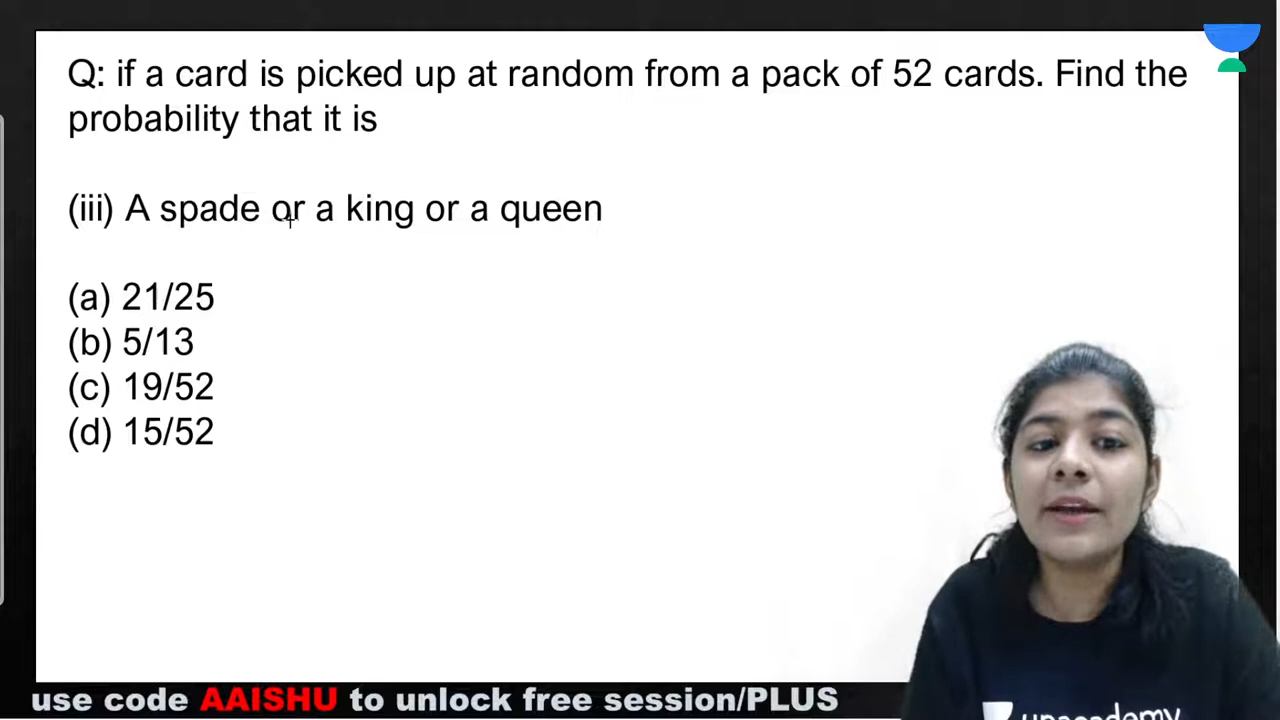 Q: if a card is picked up at random from a pack of 52 cards. Find the
probability that it is
(iii) A spade or a king or a queen
(a) 21/25
(b) 5/13
(c) 19/52
(d) 15/52
use code AAISHU to unlock free session/PLUS
unacademy